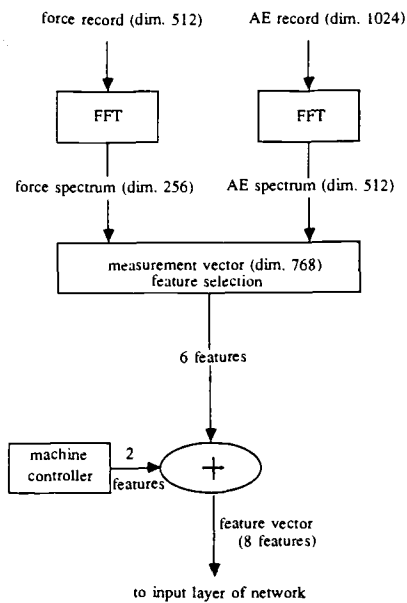 force record (dim. 512)
AE record (dim. 1024)
FFT
FFT
force spectrum (dim. 256)
AE spectrum (dim. 512)
measurement vector (dim. 768)
feature selection
6 features
machine
controller
2
features
+
feature vector
(8 features)
to input layer of network